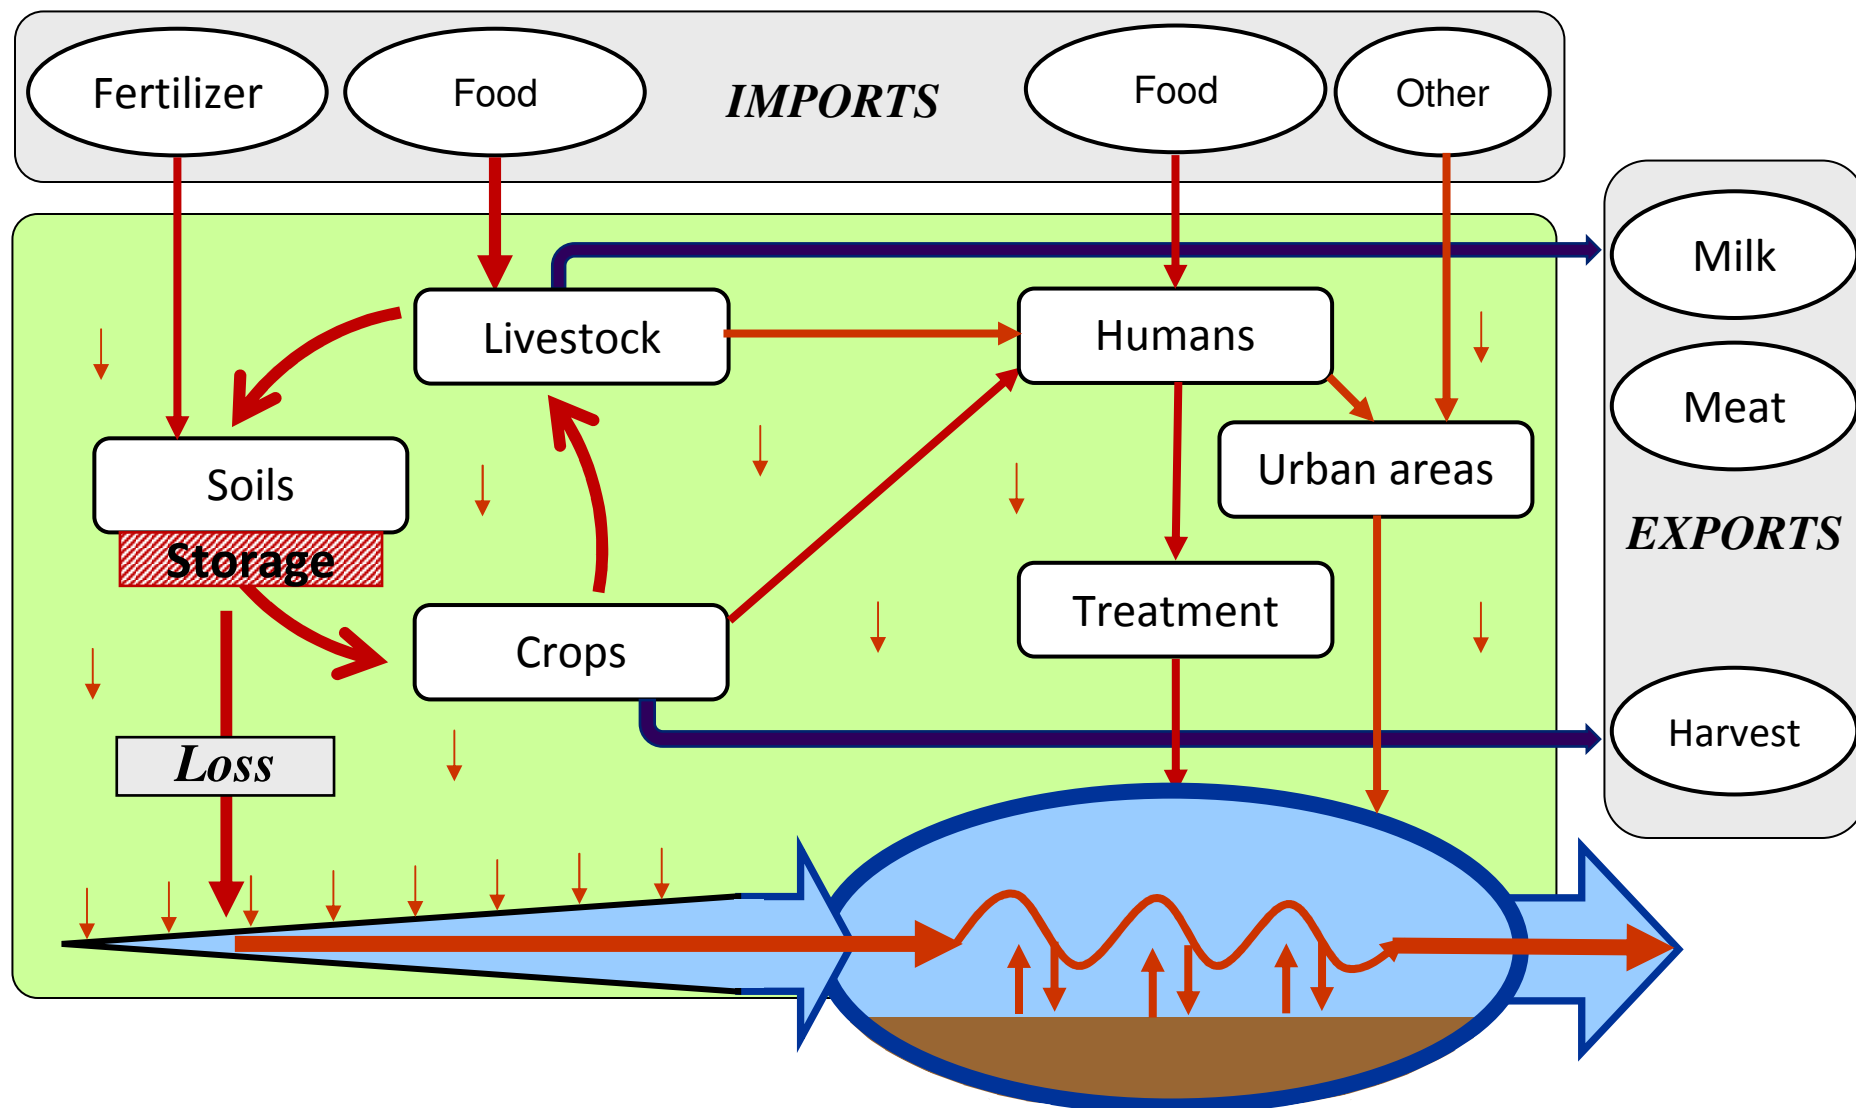 Fertilizer
Food
IMPORTS
Food
Other
Milk
Livestock
Humans
Meat
Soils
Urban areas
EXPORTS
Storage
Treatment
Crops
Harvest
Loss